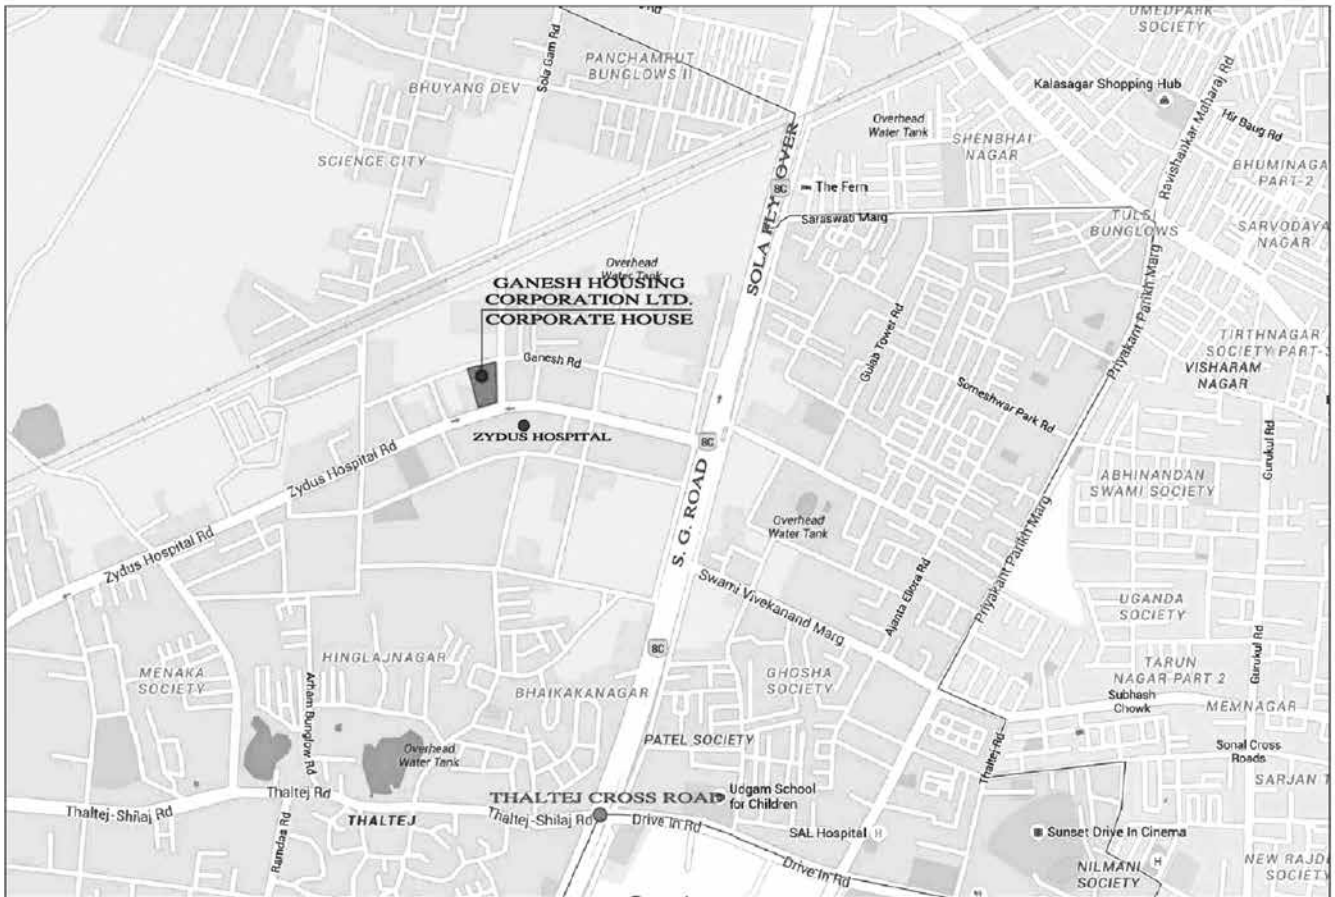 UMEDPARK
SOCIETY
Sola Gam Rd
PANCHAMRUT
BUNGLOWS II
BHUYANG DEV
Kalasagar Shopping Hub
Ravishankar Maharaj Rd
Hir Baug Rd
Overhead
Water Tank
SHENBHAI
NAGAR
SCIENCE CITY
BHUMINAGA
PART-2
SOLA FLY OVER
8C
The Fern
Saraswati Marg
TULSI
BUNGLOWS
SARVODAYA
NAGAR
Overhead
Water Tank
GANESH HOUSING
CORPORATION LTD.
CORPORATE HOUSE
Priyakant Parikh Marg
Gulab Tower Rd
TIRTHNAGAR
SOCIETY PART-3
VISHARAM
NAGAR
Ganesh Rd
Someshwar Park Rd
ZYDUS HOSPITAL
8C
Zydus Hospital Rd
Gurukul Rd
ABHINANDAN
SWAMI SOCIETY
S. G. ROAD
Overhead
Water Tank
Priyakant Parikh Marg
Zydus Hospital Rd
Swami Vivekanand Marg
Ajanta Ellora Rd
UGANDA
SOCIETY
8C
Gurukul Rd
HINGLAJNAGAR
MENAKA
SOCIETY
BHAIKAKANAGAR
GHOSHA
SOCIETY
TARUN
NAGAR PART 2
Subhash
Chowk
MEMNAGAR
Arham Bunglow Rd
PATEL SOCIETY
Overhead
Water Tank
Thaltej Rd
Sonal Cross
Roads
SARJAN T
Thaltej Rd
THALTEJ CROSS ROAD
Udgam School
for Children
Thaltej-Shilaj Rd
THALTEJ
Thaltej-Shilaj Rd
Drive In Rd
SAL Hospital
H
Sunset Drive In Cinema
Ramdas Rd
Drive In Rd
NILMANI
SOCIETY
H
NEW RAJD
SOCIETY